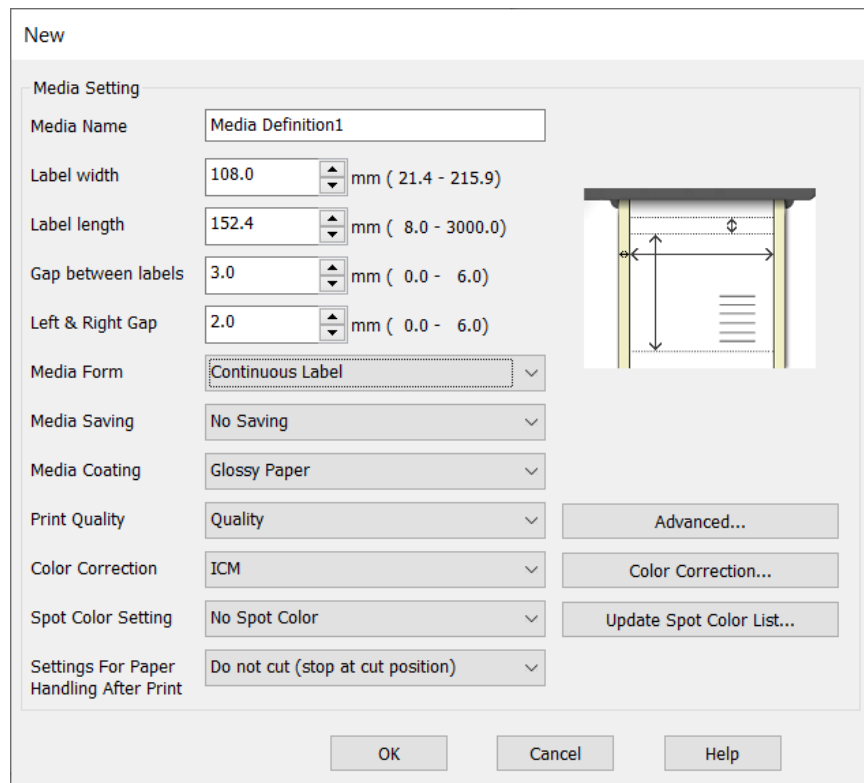 New
Media Setting
Media Name Media Definition1
Label width 108.0 mm ( 21.4 - 215.9)
Label length 152.4 mm ( 8.0 - 3000.0)
Gap between labels 3.0 mm ( 0.0 - 6.0)
Left & Right Gap 2.0 mm ( 0.0 - 6.0)
Media Form Continuous Label
Media Saving No Saving
Media Coating Glossy Paper
Print Quality Quality Advanced...
Color Correction ICM Color Correction...
Spot Color Setting No Spot Color Update Spot Color List...
Settings For Paper Do not cut (stop at cut position)
Handling After Print
OK Cancel Help